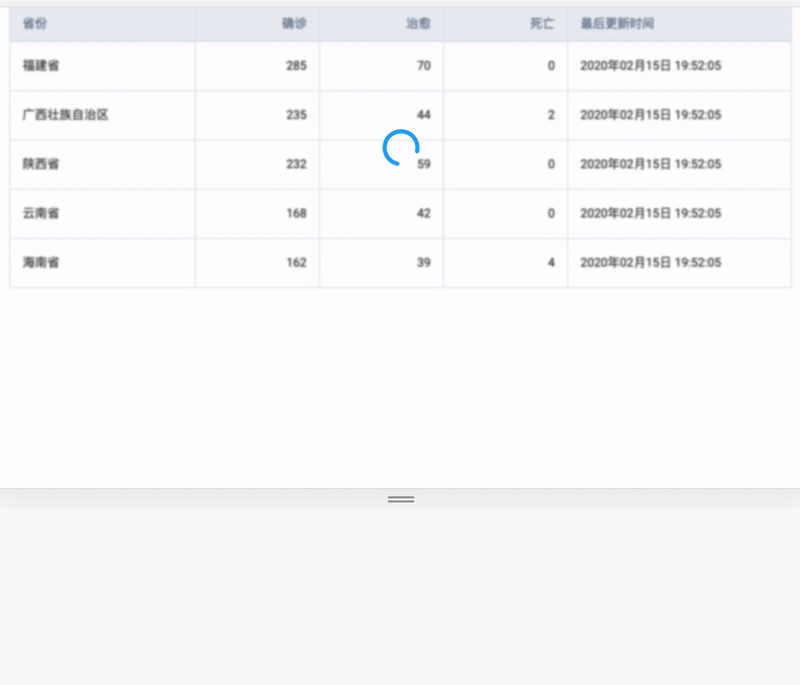 省份 确诊 治愈 死亡 最后更新时间
福建省 285 70 0 2020年02月15日 19:52:05
广西壮族自治区 235 44 2 2020年02月15日 19:52:05
陕西省 232 59 0 2020年02月15日 19:52:05
云南省 168 42 0 2020年02月15日 19:52:05
海南省 162 39 4 2020年02月15日 19:52:05